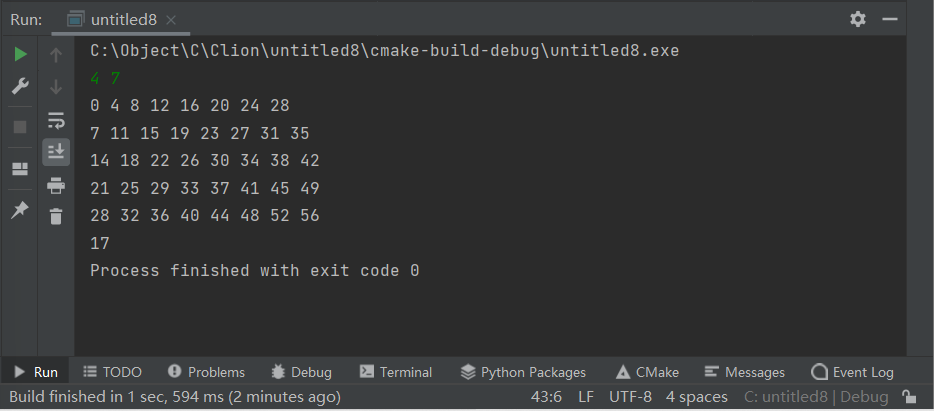 Run: untitled8
C:\Object\C\Clion\untitled8\cmake-build-debug\untitled8.exe
4 7
0 4 8 12 16 20 24 28
7 11 15 19 23 27 31 35
14 18 22 26 30 34 38 42
21 25 29 33 37 41 45 49
28 32 36 40 44 48 52 56
17
Process finished with exit code 0
Run TODO Problems Debug Terminal Python Packages CMake Messages Event Log
Build finished in 1 sec, 594 ms (2 minutes ago) 43:6 LF UTF-8 4 spaces C: untitled8 | Debug